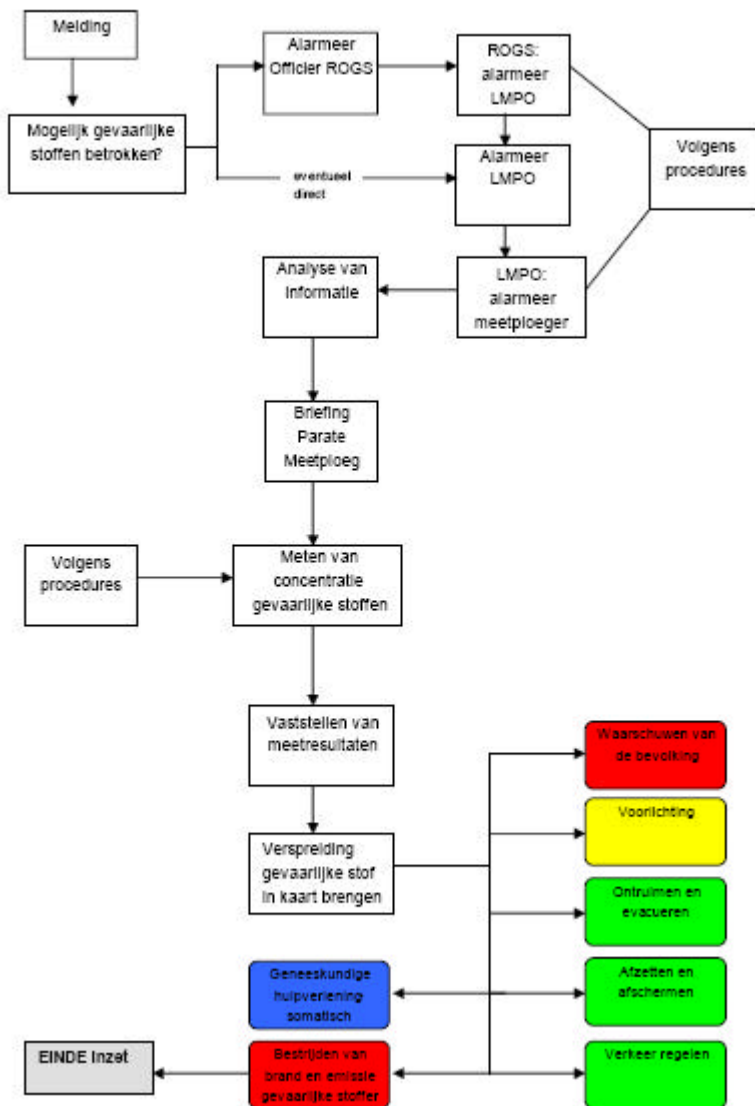 Melding
Alarmeer
Officier ROGS
ROGS:
alarmeer
LMPO
Mogelijk gevaarlijke
stoffen betrokken?
eventueel
direct
Alarmeer
LMPO
Volgens
procedures
Analyse van
Informatie
LMPO:
alarmeer
meetploeger
Briefing
Parate
Meetploeg
Volgens
procedures
Meten van
concentratie
gevaarlijke stoffen
Vaststellen van
meetresultaten
Waarschuwen van
de bevolking
Voorlichting
Verspreiding
gevaarlijke stof
In kaart brengen
Ontruimen en
evacueren
Geneeskundige
hulpverlening
somatisch
Afzetten en
afschermen
EINDE Inzet
Bestrijden van
brand en emissie
gevaarlijke stoffer
Verkeer regelen